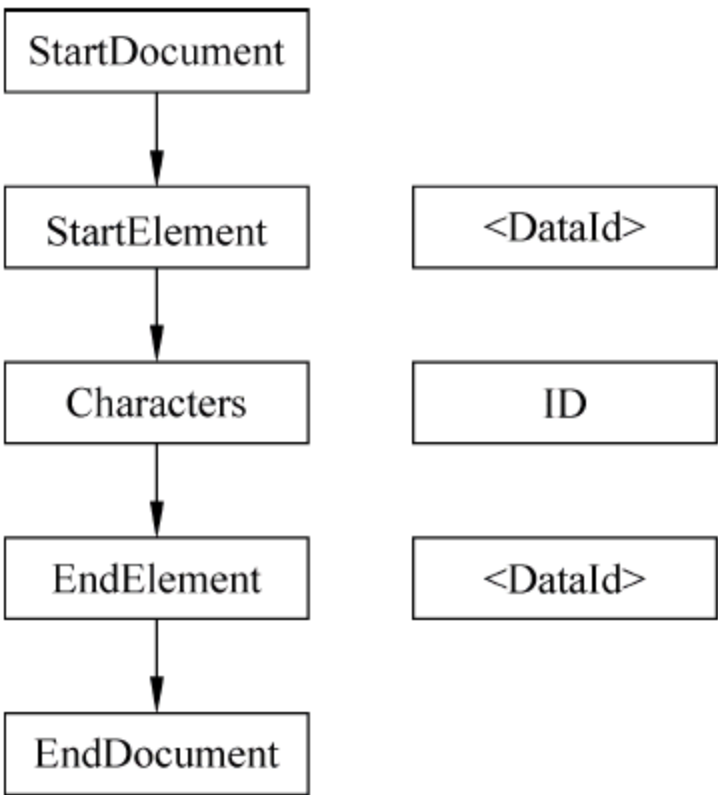 StartDocument
StartElement
<DataId>
Characters
ID
EndElement
<DataId>
EndDocument